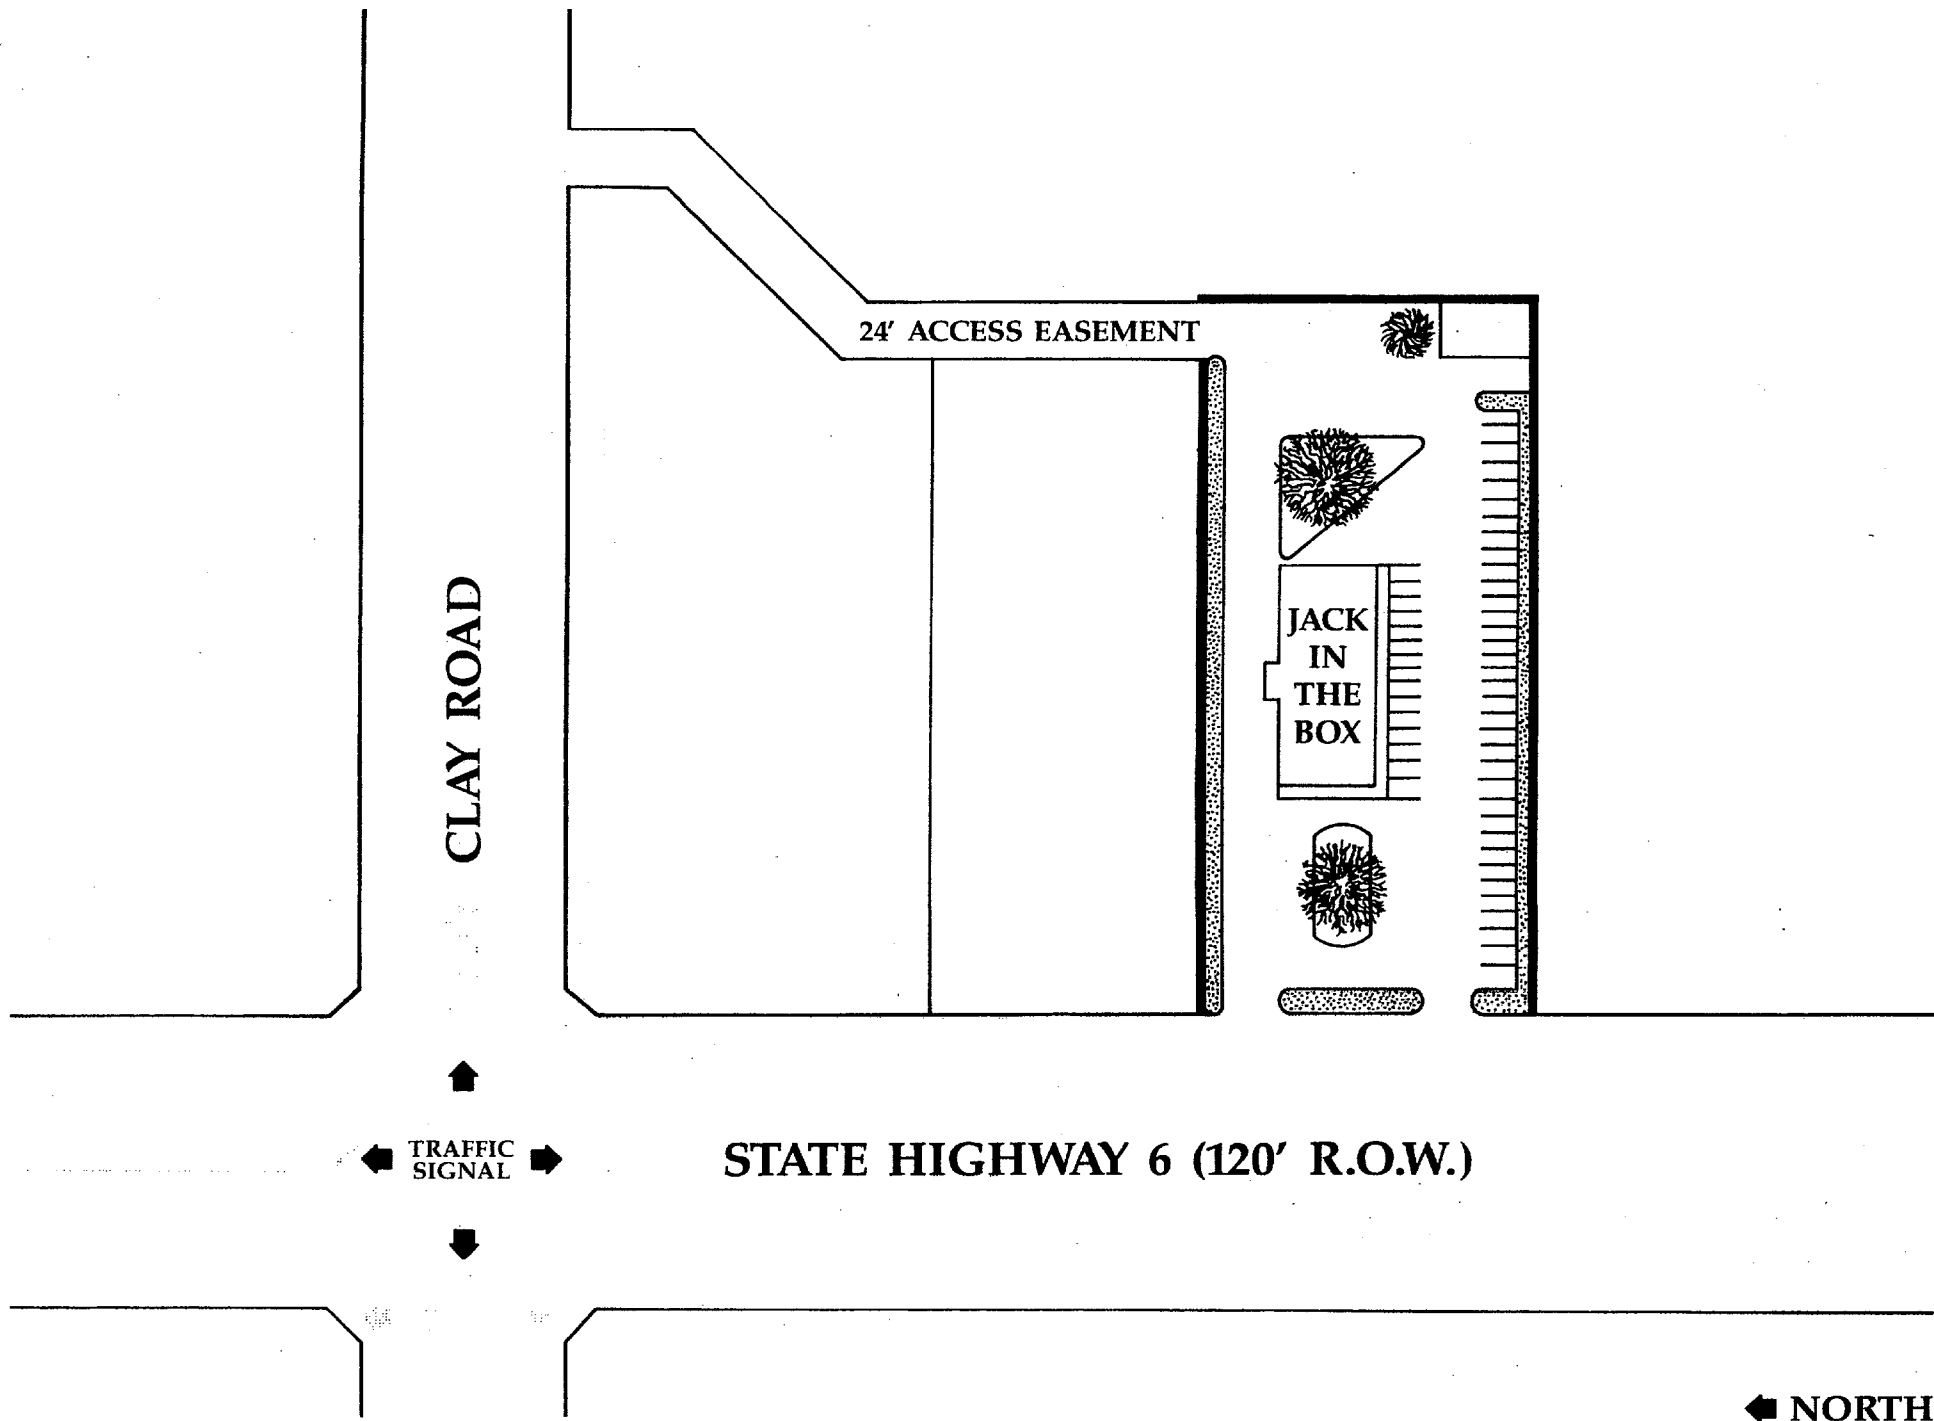 24' ACCESS EASEMENT
CLAY ROAD
JACK
IN
THE
BOX
TRAFFIC
SIGNAL
STATE HIGHWAY 6 (120' R.O.W.)
NORTH